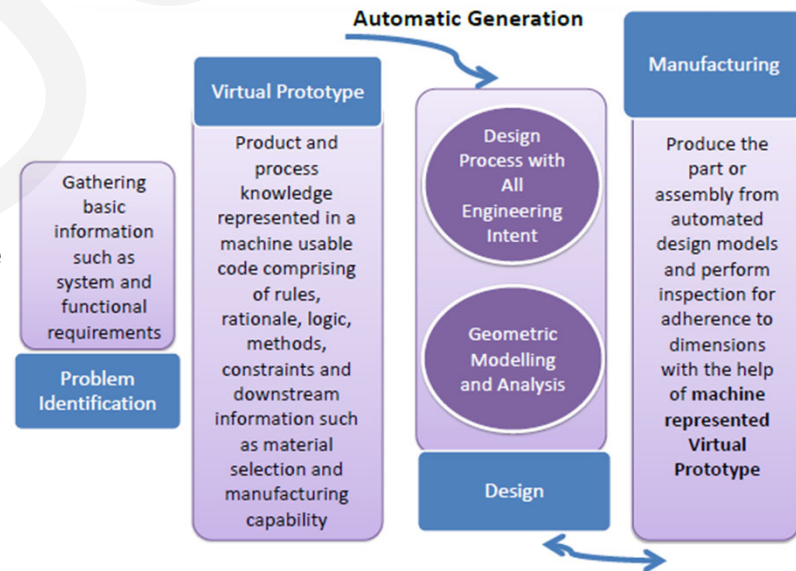 Automatic Generation
Gathering
basic
information
such as
system and
functional
requirements
Problem
Identification
Virtual Prototype
Product and
process
knowledge
represented in a
machine usable
code comprising
of rules,
rationale, logic,
methods,
constraints and
downstream
information such
as material
selection and
manufacturing
capability
Design
Process with
All
Engineering
Intent
Geometric
Modelling
and Analysis
Design
Manufacturing
Produce the
part or
assembly from
automated
design models
and perform
inspection for
adherence to
dimensions
with the help
of machine
represented
Virtual
Prototype